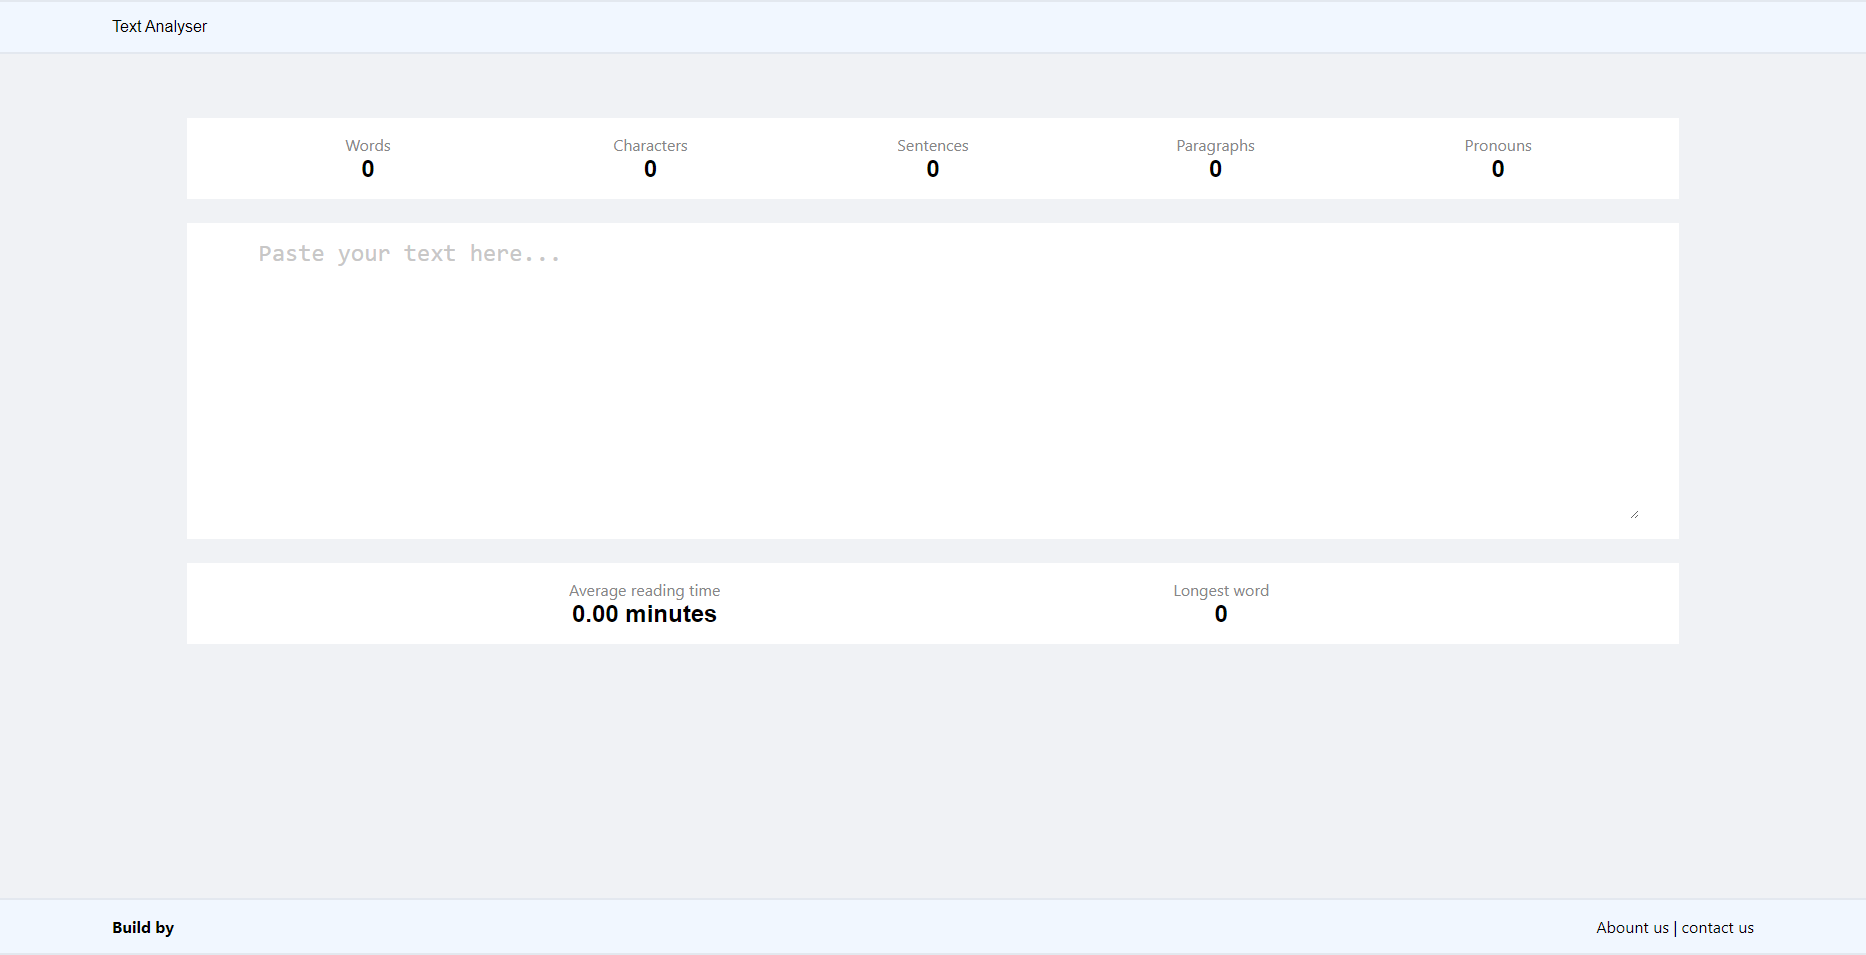 Text Analyser
Words Characters Sentences Paragraphs Pronouns
0 0 0 0 0
Paste your text here...
Average reading time Longest word
0.00 minutes 0
Build by Abount us | contact us